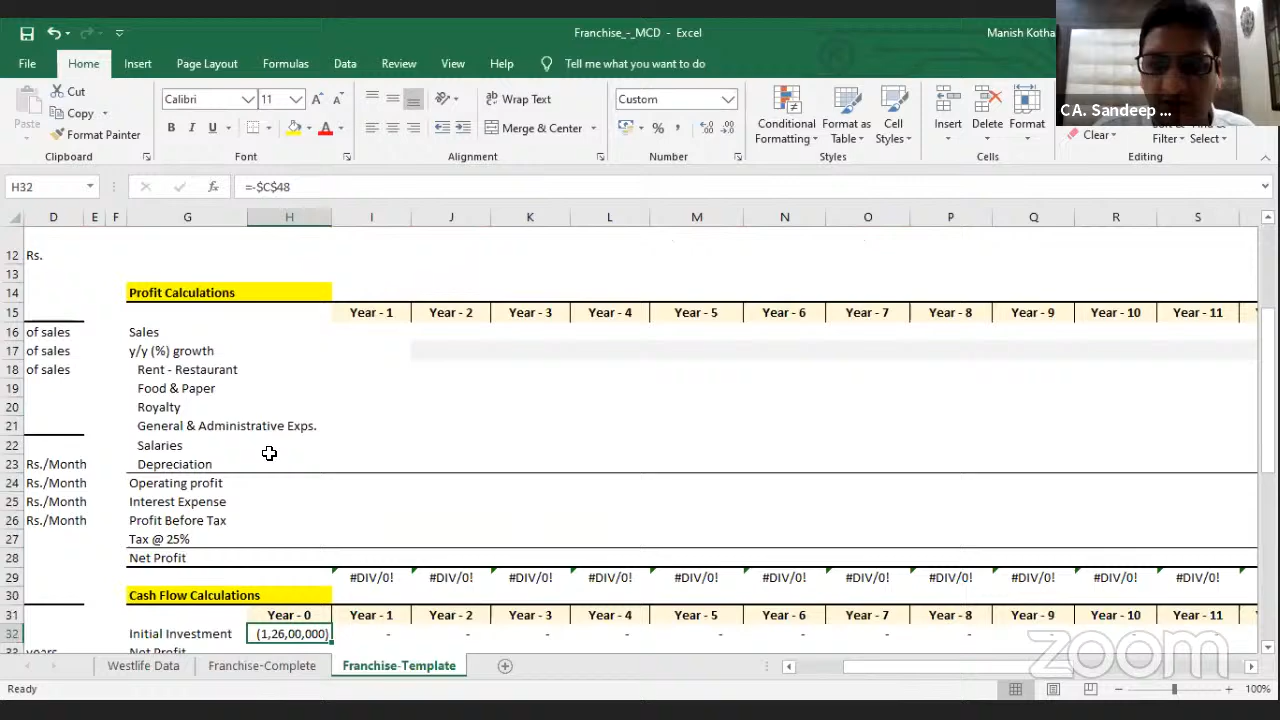 Franchise_-_MCD - Excel
Manish Kotha
CA. Sandeep ...
File Home Insert Page Layout Formulas Data Review View Help Tell me what you want to do
Paste Cut Copy Format Painter Clipboard
Calibri 11 B I U A Font
Wrap Text Merge & Center Alignment
Custom % Number
Conditional Formatting Format as Table Cell Styles Styles
Insert Delete Format Cells
Clear Filter Select Editing
H32 fx =-$C$48
D E F G H I J K L M N O P Q R S
12 Rs.
13
14 Profit Calculations
15 Year - 1 Year - 2 Year - 3 Year - 4 Year - 5 Year - 6 Year - 7 Year - 8 Year - 9 Year - 10 Year - 11
16 of sales Sales
17 of sales y/y (%) growth
18 of sales Rent - Restaurant
19 Food & Paper
20 Royalty
21 General & Administrative Exps.
22 Salaries
23 Rs./Month Depreciation
24 Rs./Month Operating profit
25 Rs./Month Interest Expense
26 Rs./Month Profit Before Tax
27 Tax @ 25%
28 Net Profit
29 #DIV/0! #DIV/0! #DIV/0! #DIV/0! #DIV/0! #DIV/0! #DIV/0! #DIV/0! #DIV/0! #DIV/0! #DIV/0!
30 Cash Flow Calculations
31 Year - 0 Year - 1 Year - 2 Year - 3 Year - 4 Year - 5 Year - 6 Year - 7 Year - 8 Year - 9 Year - 10 Year - 11
32 Initial Investment (1,26,00,000) - - - - - - - - -
years Net Profit
zoom
Westlife Data Franchise-Complete Franchise-Template
Ready 100%